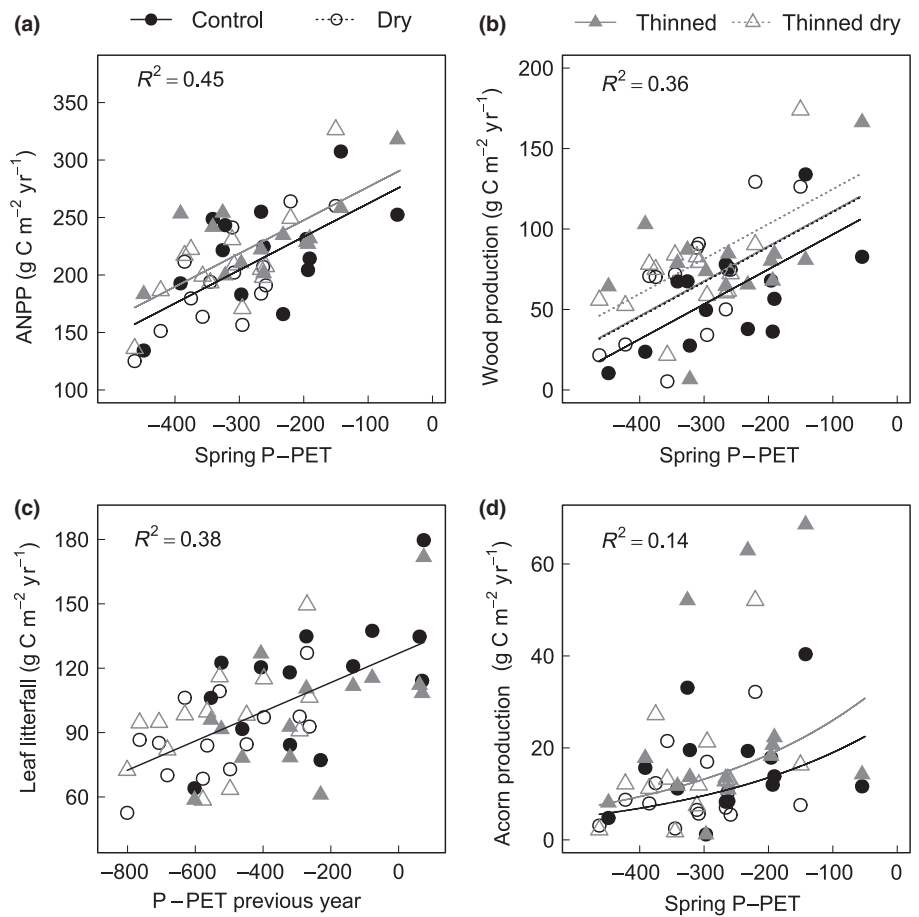 (a) Control Dry
(b) Thinned Thinned dry
R² = 0.45
ANPP (g C m⁻² yr⁻¹)
350
300
250
200
150
100
−400 −300 −200 −100 0
Spring P−PET
R² = 0.36
Wood production (g C m⁻² yr⁻¹)
200
150
100
50
0
−400 −300 −200 −100 0
Spring P−PET
(c)
R² = 0.38
Leaf litterfall (g C m⁻² yr⁻¹)
180
150
120
90
60
−800 −600 −400 −200 0
P−PET previous year
(d)
R² = 0.14
Acorn production (g C m⁻² yr⁻¹)
60
40
20
0
−400 −300 −200 −100 0
Spring P−PET